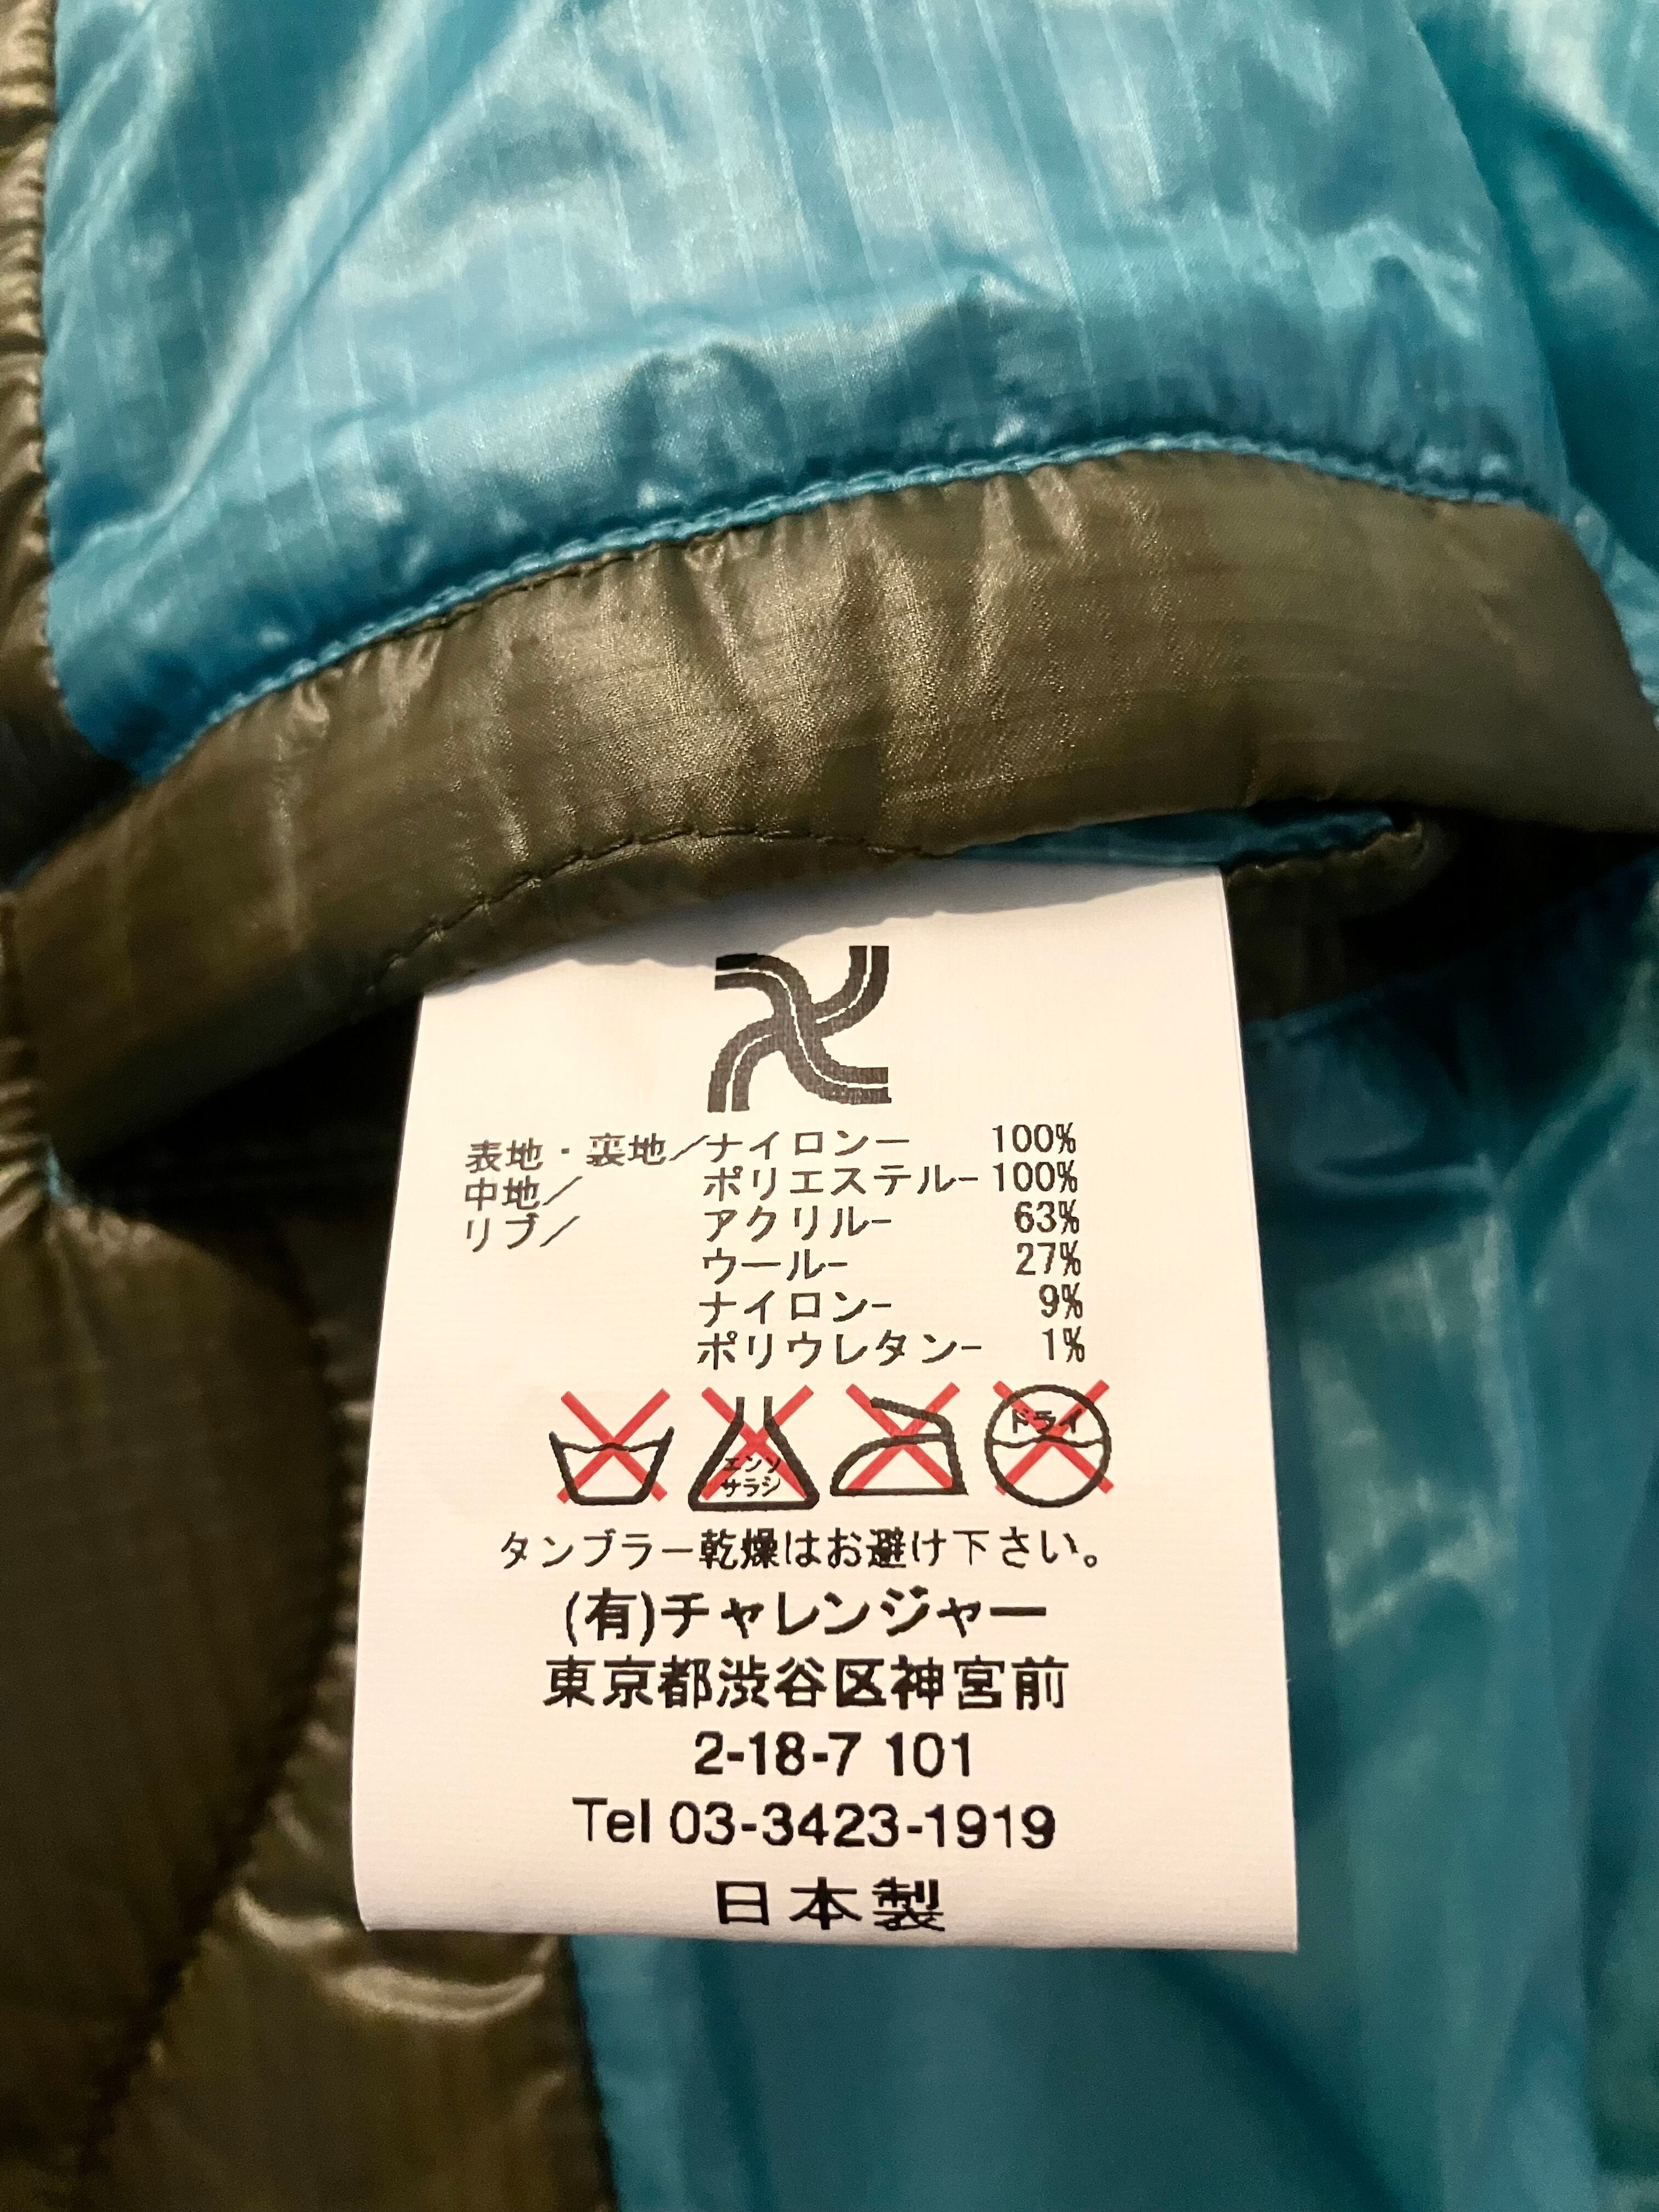 表地・裏地／ナイロンー 100%
中地／ ポリエステル- 100%
リブ／ アクリル- 63%
ウール- 27%
ナイロン- 9%
ポリウレタン- 1%
エンソ
サラシ
ドライ
タンブラー乾燥はお避け下さい。
(有)チャレンジャー
東京都渋谷区神宮前
2-18-7 101
Tel 03-3423-1919
日本製